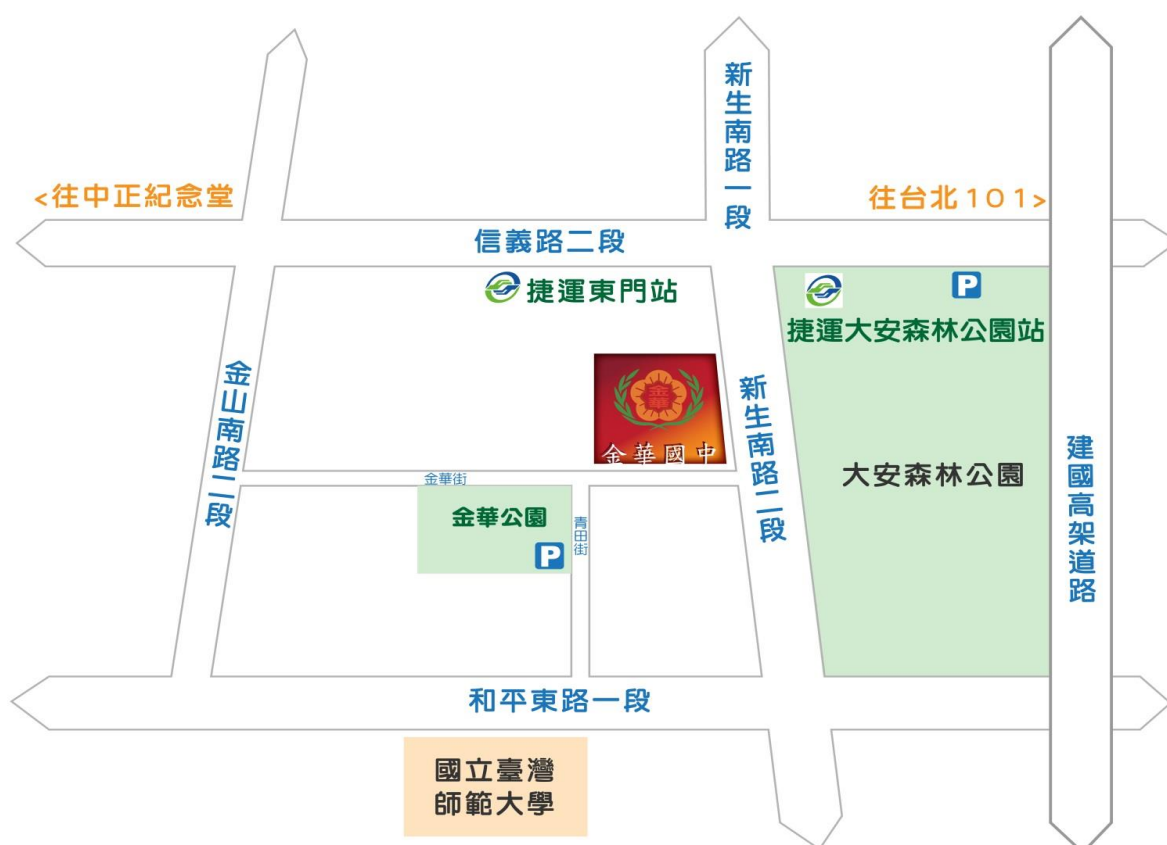 新生南路一段
<往中正紀念堂
往台北101>
信義路二段
捷運東門站
P
捷運大安森林公園站
金山南路二段
金華
金華國中
新生南路二段
建國高架道路
大安森林公園
金華街
金華公園
青田街
P
和平東路一段
國立臺灣
師範大學